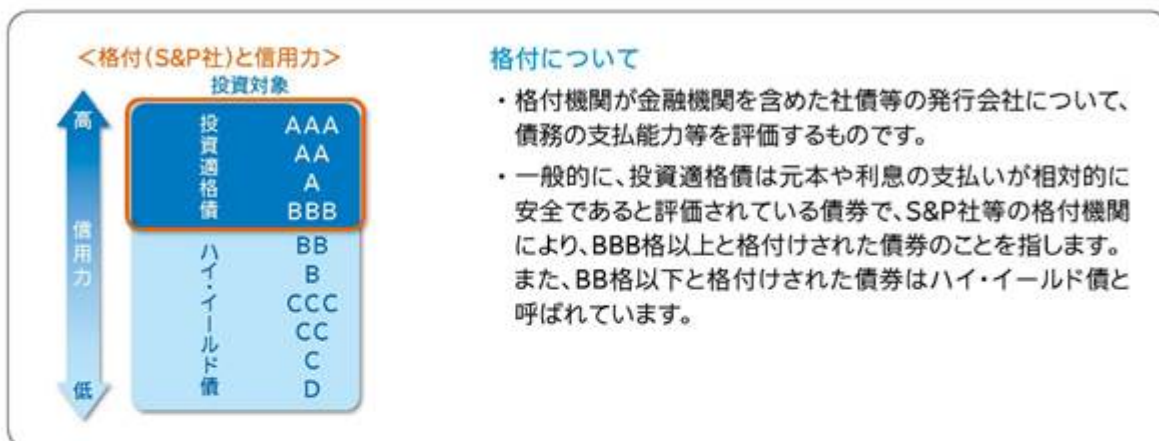 <格付(S&P社)と信用力>
投資対象
高
信用力
低
投資適格債
AAA
AA
A
BBB
ハイ・イールド債
BB
B
CCC
CC
C
D
格付について
・格付機関が金融機関を含めた社債等の発行会社について、
債務の支払能力等を評価するものです。
・一般的に、投資適格債は元本や利息の支払いが相対的に
安全であると評価されている債券で、S&P社等の格付機関
により、BBB格以上と格付けされた債券のことを指します。
また、BB格以下と格付けされた債券はハイ・イールド債と
呼ばれています。